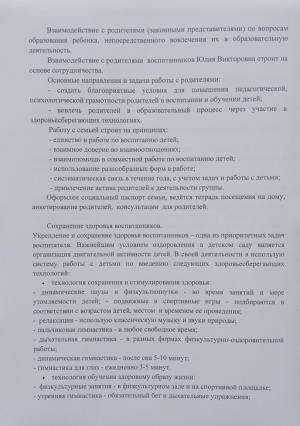 Взаимодействие с родителями (законными представителями) по вопросам
образования ребенка, непосредственного вовлечения их в образовательную
деятельность.
Взаимодействие с родителями воспитанников Юлия Викторовна строит на
основе сотрудничества.
Основные направления и задачи работы с родителями:
- создать благоприятные условия для повышения педагогической,
психологической грамотности родителей в воспитании и обучении детей;
- вовлечь родителей в образовательный процесс через участие в
здоровьесберегающих технологиях.
Работу с семьей строит на принципах:
- единство в работе по воспитанию детей;
- взаимное доверие во взаимоотношениях;
- взаимопомощь в совместной работе по воспитанию детей;
- использование разнообразных форм в работе;
- систематическая связь в течение года, с учетом задач и работы с детьми;
- привлечение актива родителей к деятельности группы.
Оформлен социальный паспорт семьи, ведётся тетрадь посещения на дому,
анкетирование родителей, консультации для родителей.
Сохранение здоровья воспитанников.
Укрепление и сохранение здоровья воспитанников – одна из приоритетных задач
воспитателя. Важнейшим условием оздоровления в детском саду является
организация двигательной активности детей. В своей деятельности я использую
систему работы с детьми по введению следующих здоровьесберегающих
технологий:
• технология сохранения и стимулирования здоровья:
- динамические паузы и физкультминутки - во время занятий и мере
утомляемости детей; - подвижные и спортивные игры – подбираются в
соответствии с возрастом детей, местом и временем ее проведения;
- релаксация - использую классическую музыку и звуки природы;
- пальчиковая гимнастика - в любое свободное время;
- дыхательная гимнастика - в разных формах физкультурно-оздоровительной
работы;
- динамическая гимнастика – после сна 5-10 минут;
- гимнастика для глаз - ежедневно 3-5 минут.
• технология обучения здоровому образу жизни:
- физкультурные занятия - в физкультурном зале и на спортивной площадке;
- утренняя гимнастика - обязательный бег и дыхательные упражнения;